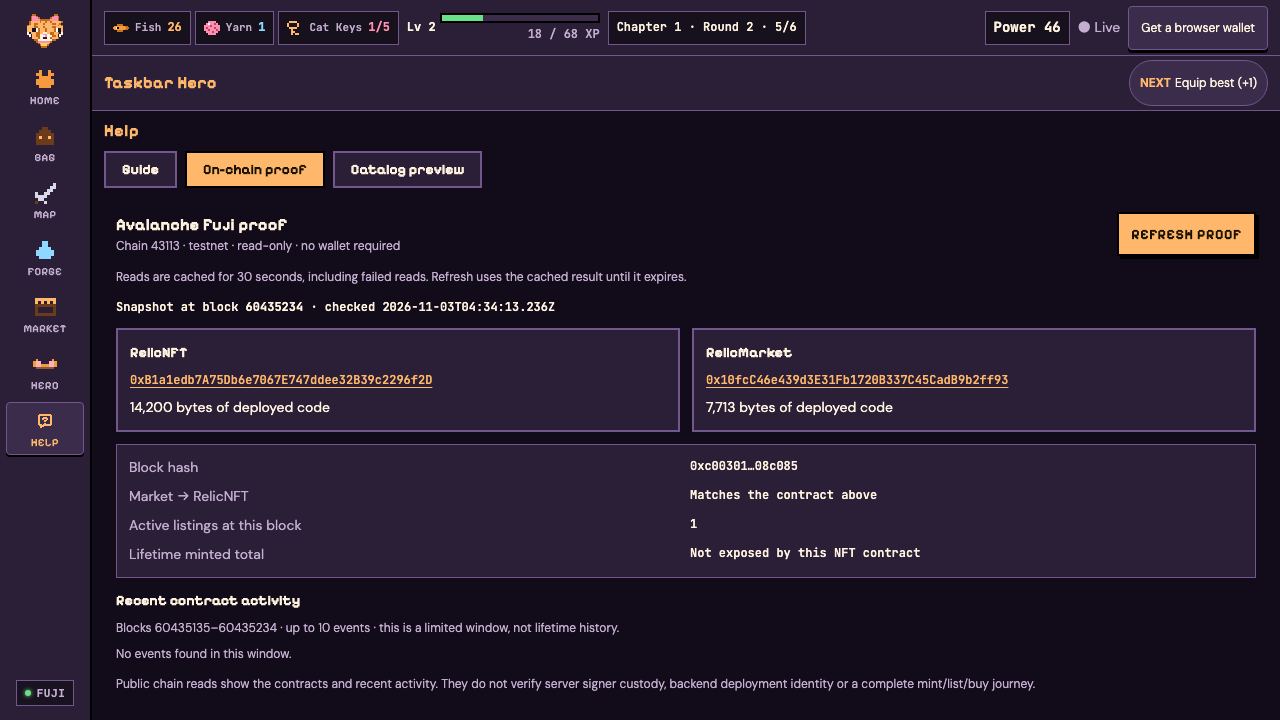 Fish 26
Yarn 1
Cat Keys 1/5
Lv 2
18 / 68 XP
Chapter 1 · Round 2 · 5/6
Power 46
Live
Get a browser wallet
Taskbar Hero
NEXT Equip best (+1)
HOME
BAG
MAP
FORGE
MARKET
HERO
HELP
FUJI
Help
Guide
On-chain proof
Catalog preview
Avalanche Fuji proof
Chain 43113 · testnet · read-only · no wallet required
REFRESH PROOF
Reads are cached for 30 seconds, including failed reads. Refresh uses the cached result until it expires.
Snapshot at block 60435234 · checked 2026-11-03T04:34:13.236Z
RelicNFT
0xB1a1edb7A75Db6e7067E747ddee32B39c2296f2D
14,200 bytes of deployed code
RelicMarket
0x10fcC46e439d3E31Fb1720B337C45CadB9b2ff93
7,713 bytes of deployed code
Block hash
0xc00301…08c085
Market → RelicNFT
Matches the contract above
Active listings at this block
1
Lifetime minted total
Not exposed by this NFT contract
Recent contract activity
Blocks 60435135–60435234 · up to 10 events · this is a limited window, not lifetime history.
No events found in this window.
Public chain reads show the contracts and recent activity. They do not verify server signer custody, backend deployment identity or a complete mint/list/buy journey.